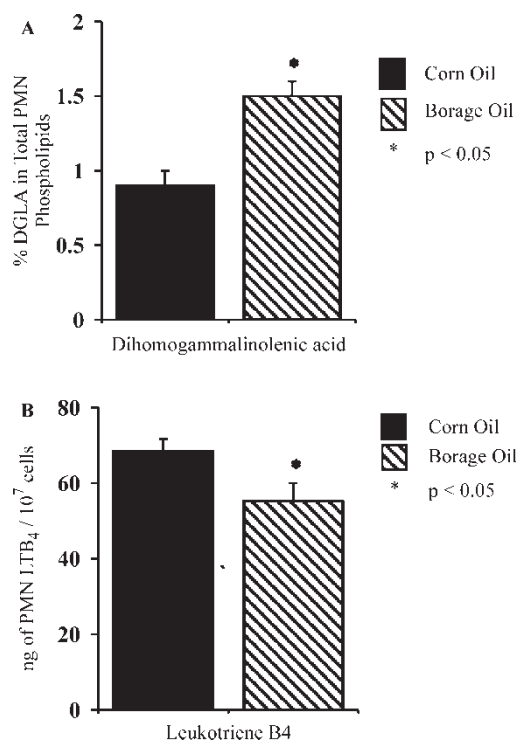 A
% DGLA in Total PMN
Phospholipids
2
1.5
1
0.5
0
*
Dihomogammalinolenic acid
Corn Oil
Borage Oil
* p < 0.05
B
ng of PMN LTB4 / 10^7 cells
80
60
40
20
0
*
Leukotriene B4
Corn Oil
Borage Oil
* p < 0.05